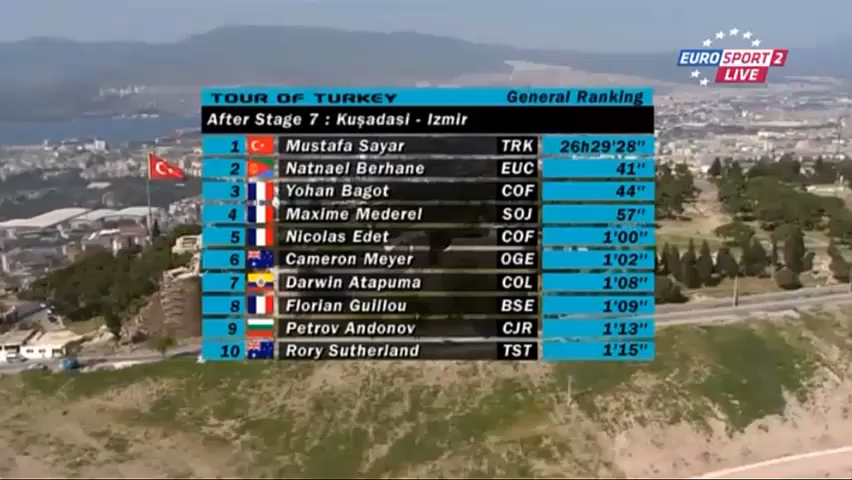 EUROSPORT 2
LIVE
TOUR OF TURKEY General Ranking
After Stage 7 : Kuşadasi - Izmir
1 Mustafa Sayar TRK 26h29'28"
2 Natnael Berhane EUC 41"
3 Yohan Bagot COF 44"
4 Maxime Mederel SOJ 57"
5 Nicolas Edet COF 1'00"
6 Cameron Meyer OGE 1'02"
7 Darwin Atapuma COL 1'08"
8 Florian Guillou BSE 1'09"
9 Petrov Andonov CJR 1'13"
10 Rory Sutherland TST 1'15"